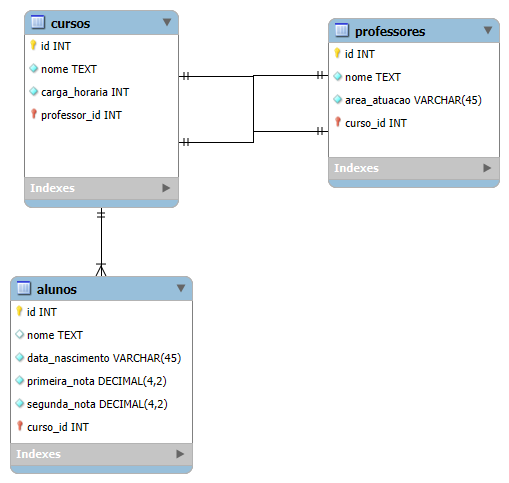 cursos
id INT
nome TEXT
carga_horaria INT
professor_id INT
Indexes
professores
id INT
nome TEXT
area_atuacao VARCHAR(45)
curso_id INT
Indexes
alunos
id INT
nome TEXT
data_nascimento VARCHAR(45)
primeira_nota DECIMAL(4,2)
segunda_nota DECIMAL(4,2)
curso_id INT
Indexes